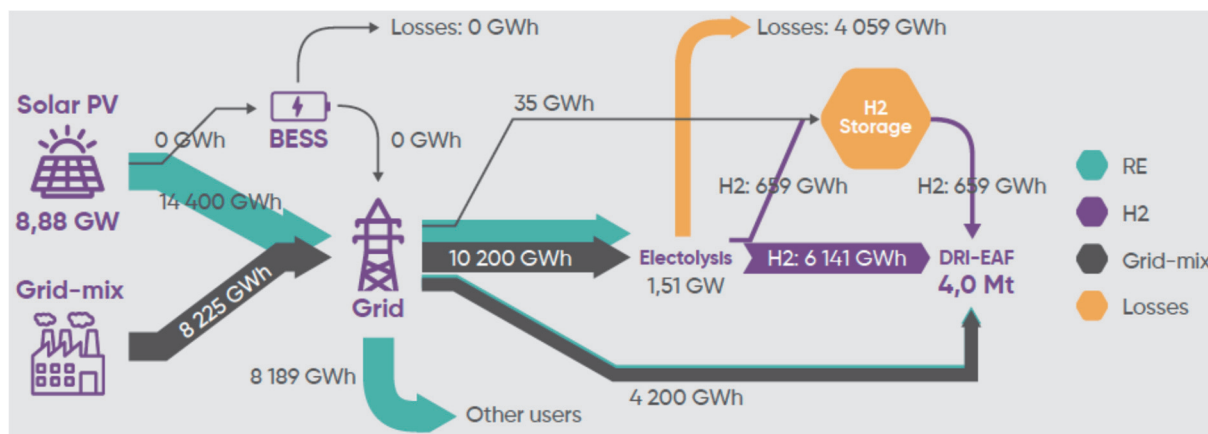 Losses: 0 GWh
Losses: 4 059 GWh
Solar PV
0 GWh
BESS
0 GWh
35 GWh
H2
Storage
14 400 GWh
8,88 GW
H2: 659 GWh
H2: 659 GWh
RE
H2
Grid-mix
Losses
10 200 GWh
Electolysis
1,51 GW
H2: 6 141 GWh
DRI-EAF
4,0 Mt
Grid-mix
8 225 GWh
Grid
8 189 GWh
Other users
4 200 GWh